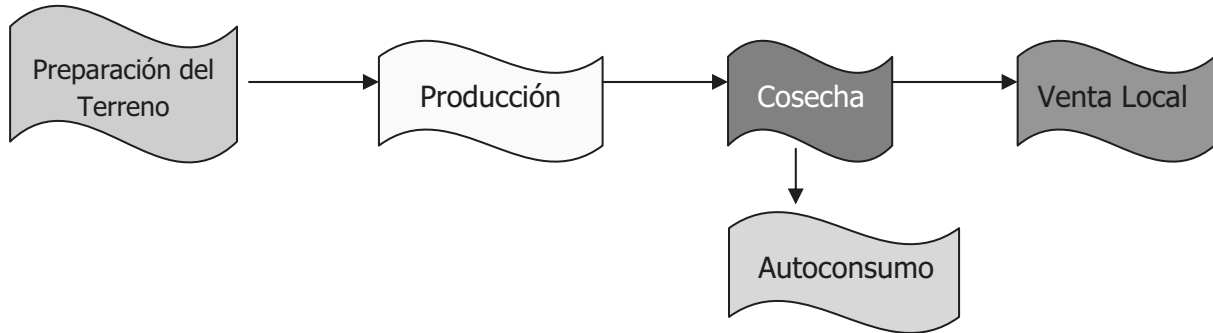 Preparación del
Terreno
Producción
Cosecha
Venta Local
Autoconsumo